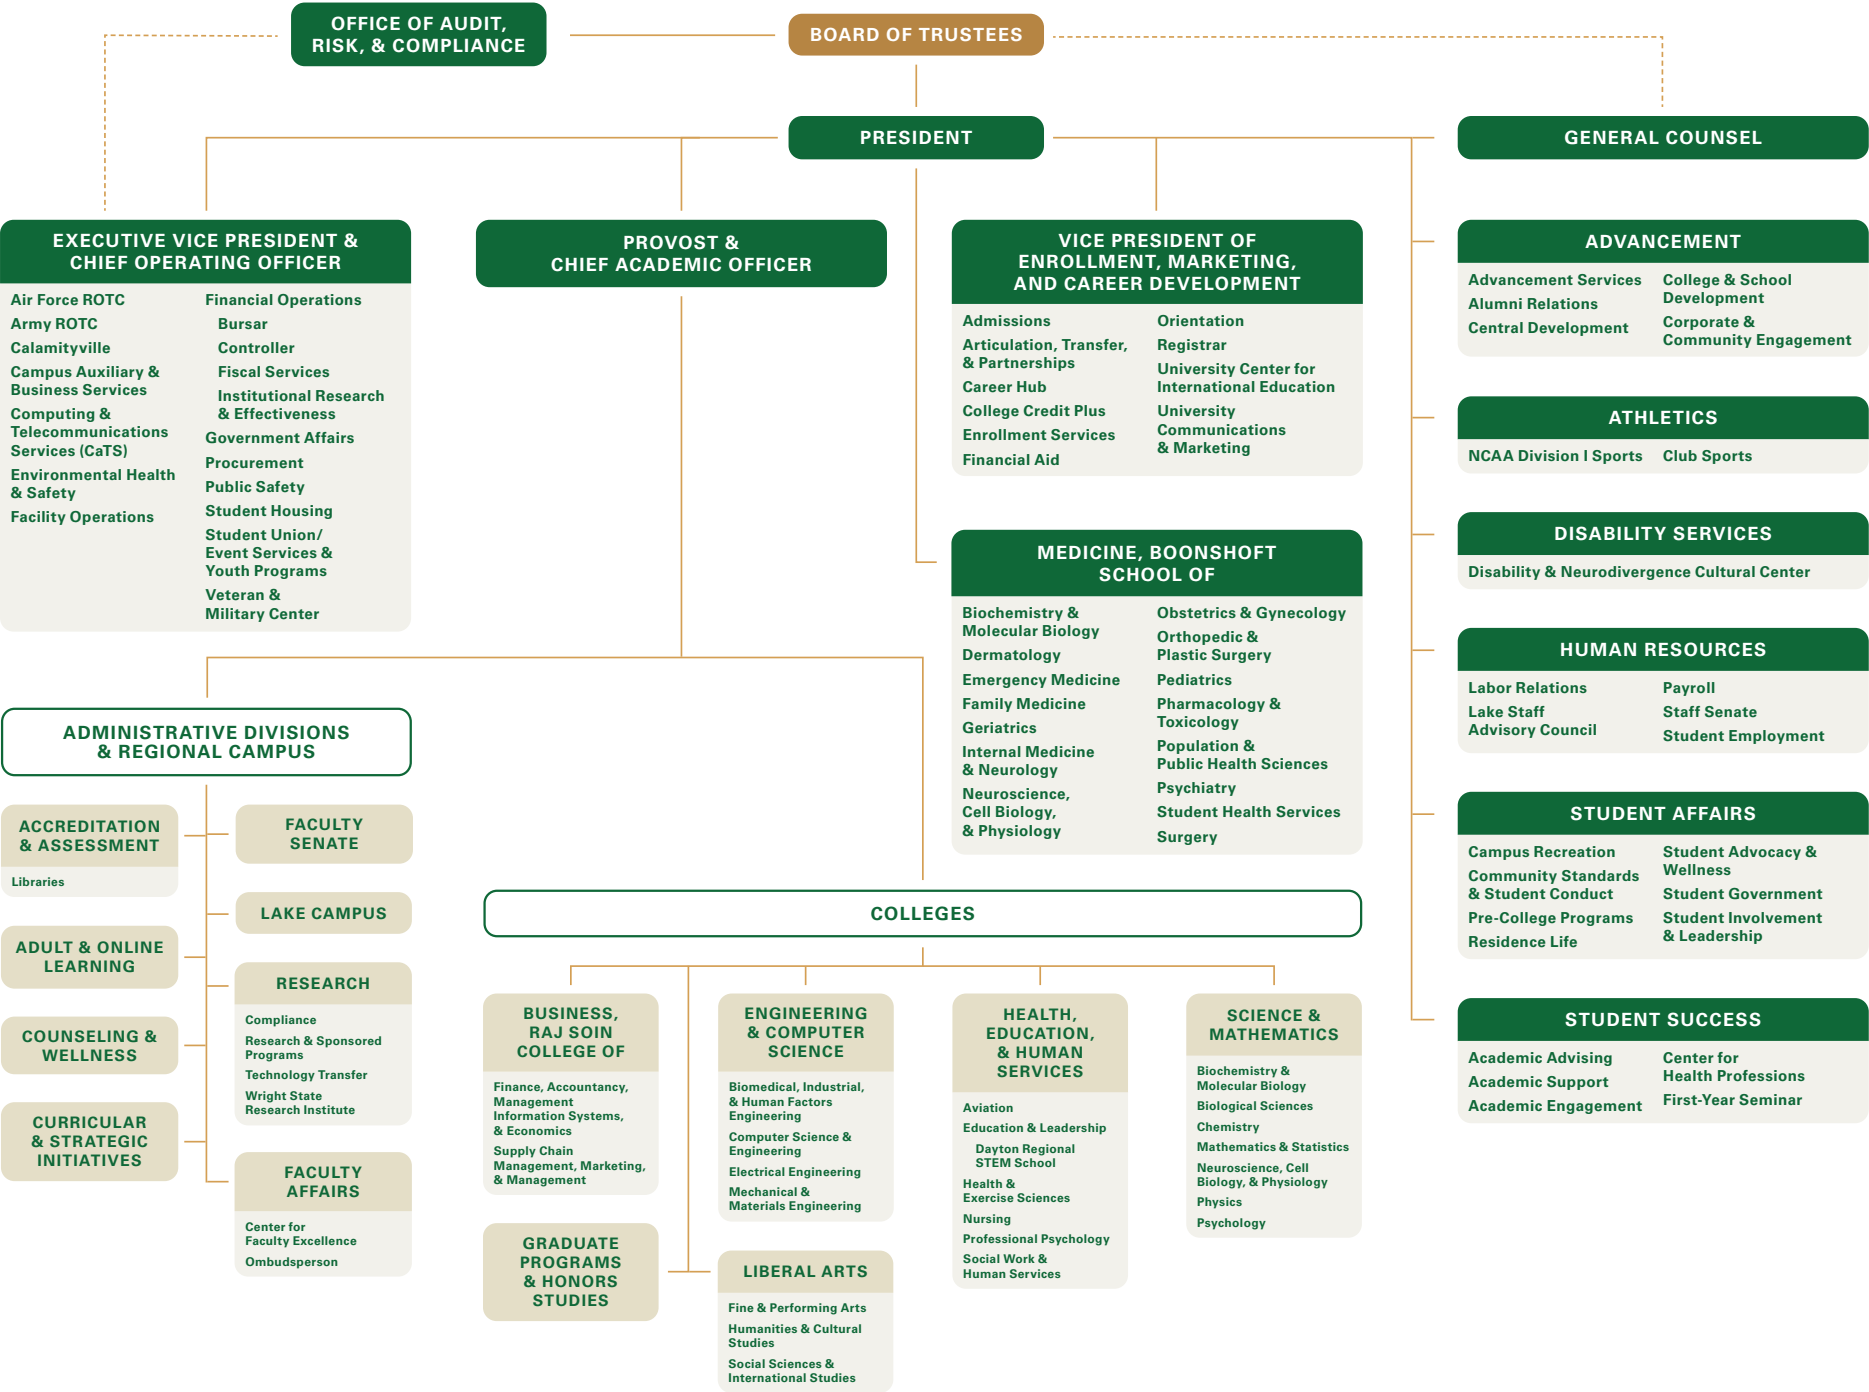 OFFICE OF AUDIT,
RISK, & COMPLIANCE
BOARD OF TRUSTEES
PRESIDENT
GENERAL COUNSEL
EXECUTIVE VICE PRESIDENT &
CHIEF OPERATING OFFICER
Air Force ROTC
Army ROTC
Calamityville
Campus Auxiliary &
Business Services
Computing &
Telecommunications
Services (CaTS)
Environmental Health
& Safety
Facility Operations
Financial Operations
Bursar
Controller
Fiscal Services
Institutional Research
& Effectiveness
Government Affairs
Procurement
Public Safety
Student Housing
Student Union/
Event Services &
Youth Programs
Veteran &
Military Center
PROVOST &
CHIEF ACADEMIC OFFICER
VICE PRESIDENT OF
ENROLLMENT, MARKETING,
AND CAREER DEVELOPMENT
Admissions
Articulation, Transfer,
& Partnerships
Career Hub
College Credit Plus
Enrollment Services
Financial Aid
Orientation
Registrar
University Center for
International Education
University
Communications
& Marketing
MEDICINE, BOONSHOFT
SCHOOL OF
Biochemistry &
Molecular Biology
Dermatology
Emergency Medicine
Family Medicine
Geriatrics
Internal Medicine
& Neurology
Neuroscience,
Cell Biology,
& Physiology
Obstetrics & Gynecology
Orthopedic &
Plastic Surgery
Pediatrics
Pharmacology &
Toxicology
Population &
Public Health Sciences
Psychiatry
Student Health Services
Surgery
ADVANCEMENT
Advancement Services
Alumni Relations
Central Development
College & School
Development
Corporate &
Community Engagement
ATHLETICS
NCAA Division I Sports
Club Sports
DISABILITY SERVICES
Disability & Neurodivergence Cultural Center
HUMAN RESOURCES
Labor Relations
Lake Staff
Advisory Council
Payroll
Staff Senate
Student Employment
STUDENT AFFAIRS
Campus Recreation
Community Standards
& Student Conduct
Pre-College Programs
Residence Life
Student Advocacy &
Wellness
Student Government
Student Involvement
& Leadership
STUDENT SUCCESS
Academic Advising
Academic Support
Academic Engagement
Center for
Health Professions
First-Year Seminar
ADMINISTRATIVE DIVISIONS
& REGIONAL CAMPUS
ACCREDITATION
& ASSESSMENT
Libraries
ADULT & ONLINE
LEARNING
COUNSELING &
WELLNESS
CURRICULAR
& STRATEGIC
INITIATIVES
FACULTY
SENATE
LAKE CAMPUS
RESEARCH
Compliance
Research & Sponsored
Programs
Technology Transfer
Wright State
Research Institute
FACULTY
AFFAIRS
Center for
Faculty Excellence
Ombudsperson
COLLEGES
BUSINESS,
RAJ SOIN
COLLEGE OF
Finance, Accountancy,
Management
Information Systems,
& Economics
Supply Chain
Management, Marketing,
& Management
GRADUATE
PROGRAMS
& HONORS
STUDIES
ENGINEERING
& COMPUTER
SCIENCE
Biomedical, Industrial,
& Human Factors
Engineering
Computer Science &
Engineering
Electrical Engineering
Mechanical &
Materials Engineering
LIBERAL ARTS
Fine & Performing Arts
Humanities & Cultural
Studies
Social Sciences &
International Studies
HEALTH,
EDUCATION,
& HUMAN
SERVICES
Aviation
Education & Leadership
Dayton Regional
STEM School
Health &
Exercise Sciences
Nursing
Professional Psychology
Social Work &
Human Services
SCIENCE &
MATHEMATICS
Biochemistry &
Molecular Biology
Biological Sciences
Chemistry
Mathematics & Statistics
Neuroscience, Cell
Biology, & Physiology
Physics
Psychology